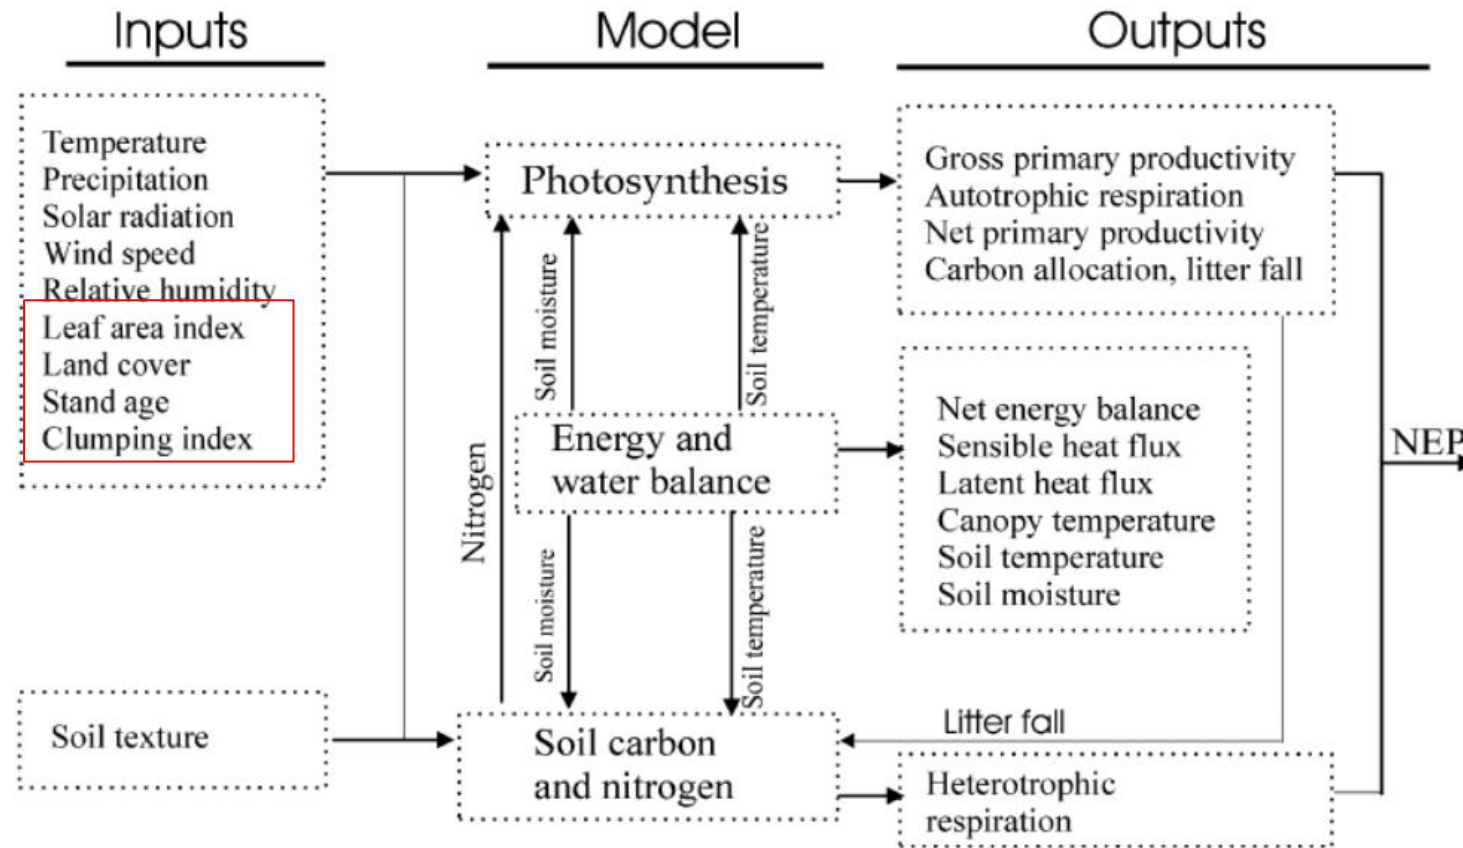 Inputs
Model
Outputs
Temperature
Precipitation
Solar radiation
Wind speed
Relative humidity
Leaf area index
Land cover
Stand age
Clumping index
Soil texture
Photosynthesis
Soil moisture
Soil temperature
Nitrogen
Energy and
water balance
Soil moisture
Soil temperature
Soil carbon
and nitrogen
Gross primary productivity
Autotrophic respiration
Net primary productivity
Carbon allocation, litter fall
Net energy balance
Sensible heat flux
Latent heat flux
Canopy temperature
Soil temperature
Soil moisture
Litter fall
Heterotrophic
respiration
NEP